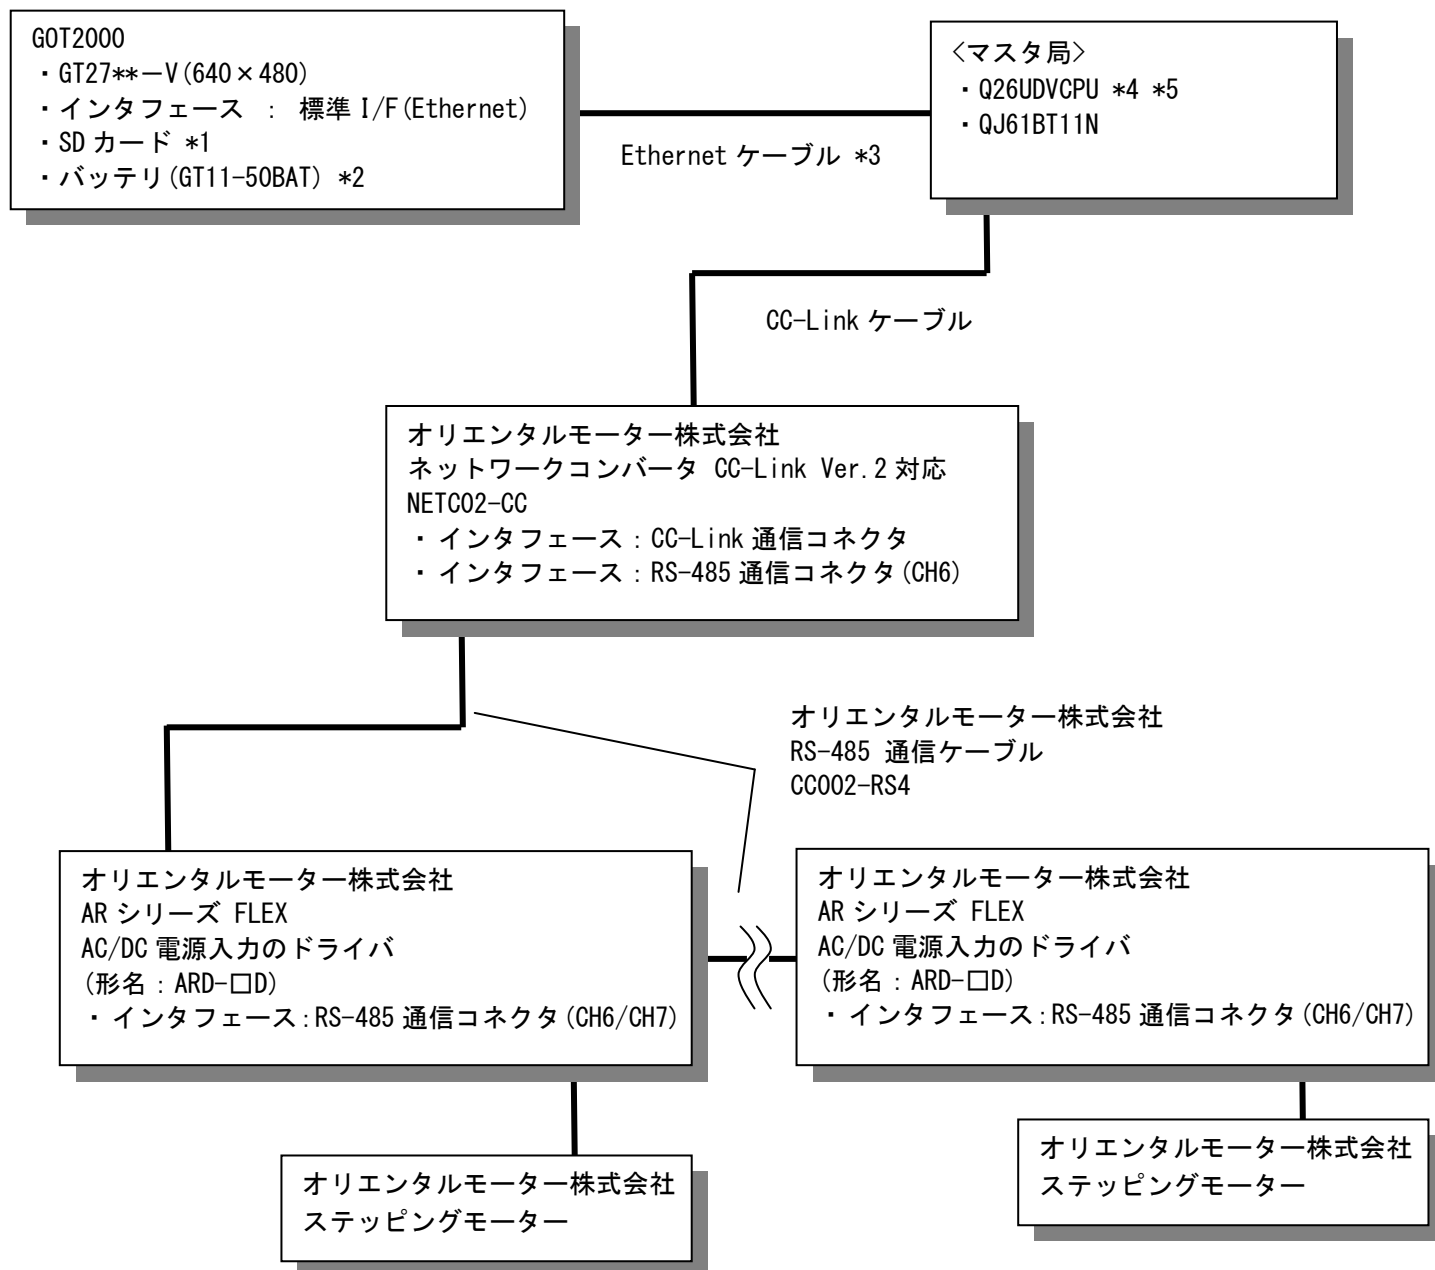 GOT2000
・GT27**－V(640×480)
・インタフェース ： 標準 I/F(Ethernet)
・SD カード *1
・バッテリ(GT11-50BAT) *2
Ethernet ケーブル *3
<マスタ局>
・Q26UDVCPU *4 *5
・QJ61BT11N
CC-Link ケーブル
オリエンタルモーター株式会社
ネットワークコンバータ CC-Link Ver.2 対応
NETC02-CC
・インタフェース：CC-Link 通信コネクタ
・インタフェース：RS-485 通信コネクタ(CH6)
オリエンタルモーター株式会社
RS-485 通信ケーブル
CC002-RS4
オリエンタルモーター株式会社
AR シリーズ FLEX
AC/DC 電源入力のドライバ
(形名：ARD-□D)
・インタフェース：RS-485 通信コネクタ(CH6/CH7)
オリエンタルモーター株式会社
AR シリーズ FLEX
AC/DC 電源入力のドライバ
(形名：ARD-□D)
・インタフェース：RS-485 通信コネクタ(CH6/CH7)
オリエンタルモーター株式会社
ステッピングモーター
オリエンタルモーター株式会社
ステッピングモーター